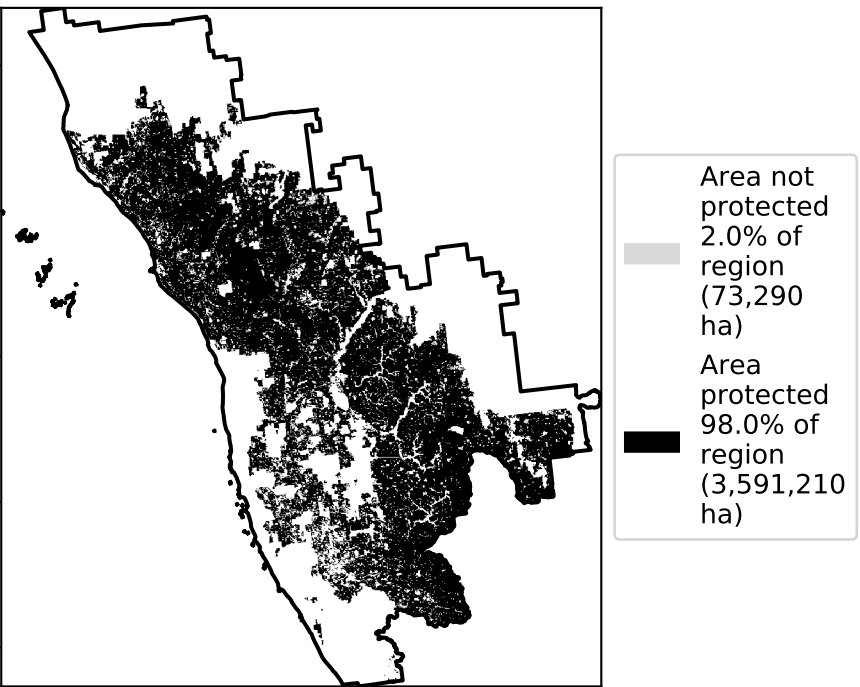 Area not
protected
2.0% of
region
(73,290
ha)
Area
protected
98.0% of
region
(3,591,210
ha)